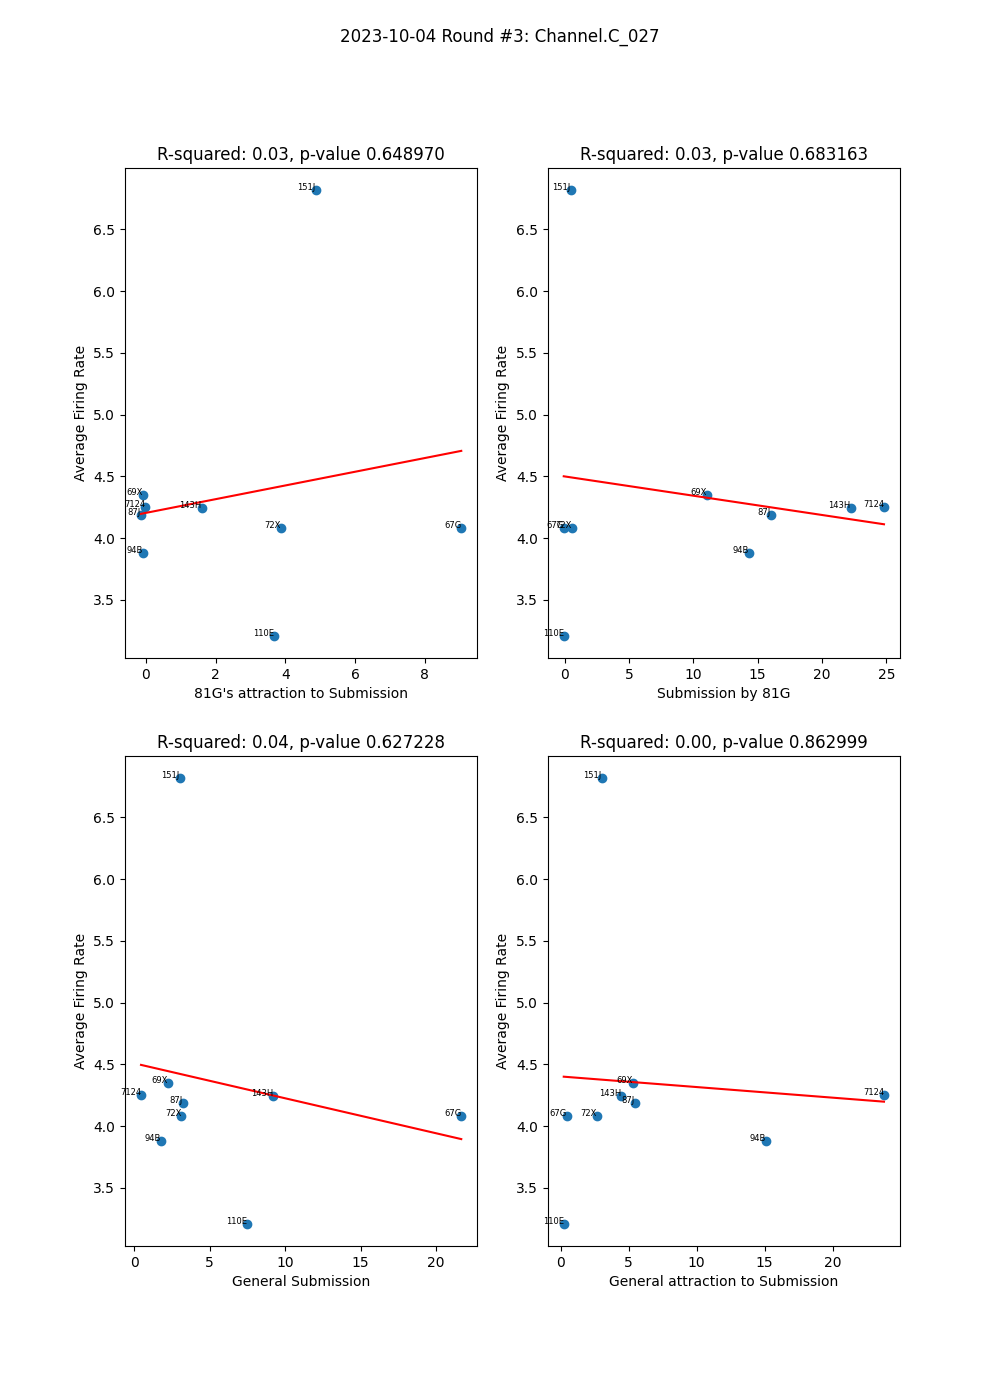 2023-10-04 Round #3: Channel.C_027
R-squared: 0.03, p-value 0.648970
151J
6.5
6.0
5.5
5.0
4.5
4.0
3.5
Average Firing Rate
69X
7124
87J
143H
72X
67G
94B
110E
0 2 4 6 8
81G's attraction to Submission
R-squared: 0.03, p-value 0.683163
151J
6.5
6.0
5.5
5.0
4.5
4.0
3.5
Average Firing Rate
69X
143H
7124
87J
67G
72X
94B
110E
0 5 10 15 20 25
Submission by 81G
R-squared: 0.04, p-value 0.627228
151J
6.5
6.0
5.5
5.0
4.5
4.0
3.5
Average Firing Rate
69X
7124
143H
87J
72X
67G
94B
110E
0 5 10 15 20
General Submission
R-squared: 0.00, p-value 0.862999
151J
6.5
6.0
5.5
5.0
4.5
4.0
3.5
Average Firing Rate
69X
143H
7124
87J
67G
72X
94B
110E
0 5 10 15 20
General attraction to Submission